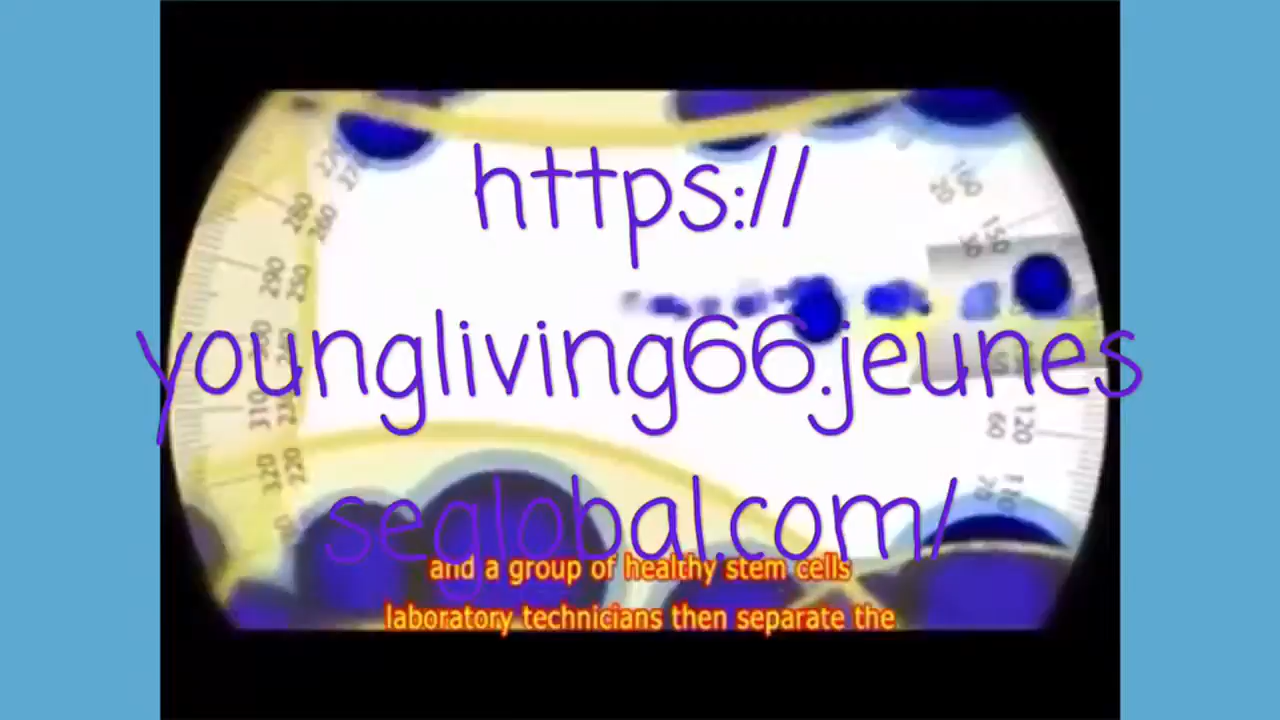 https://
youngliving66.jeunes
seglobal.com/
and a group of healthy stem cells
laboratory technicians then separate the